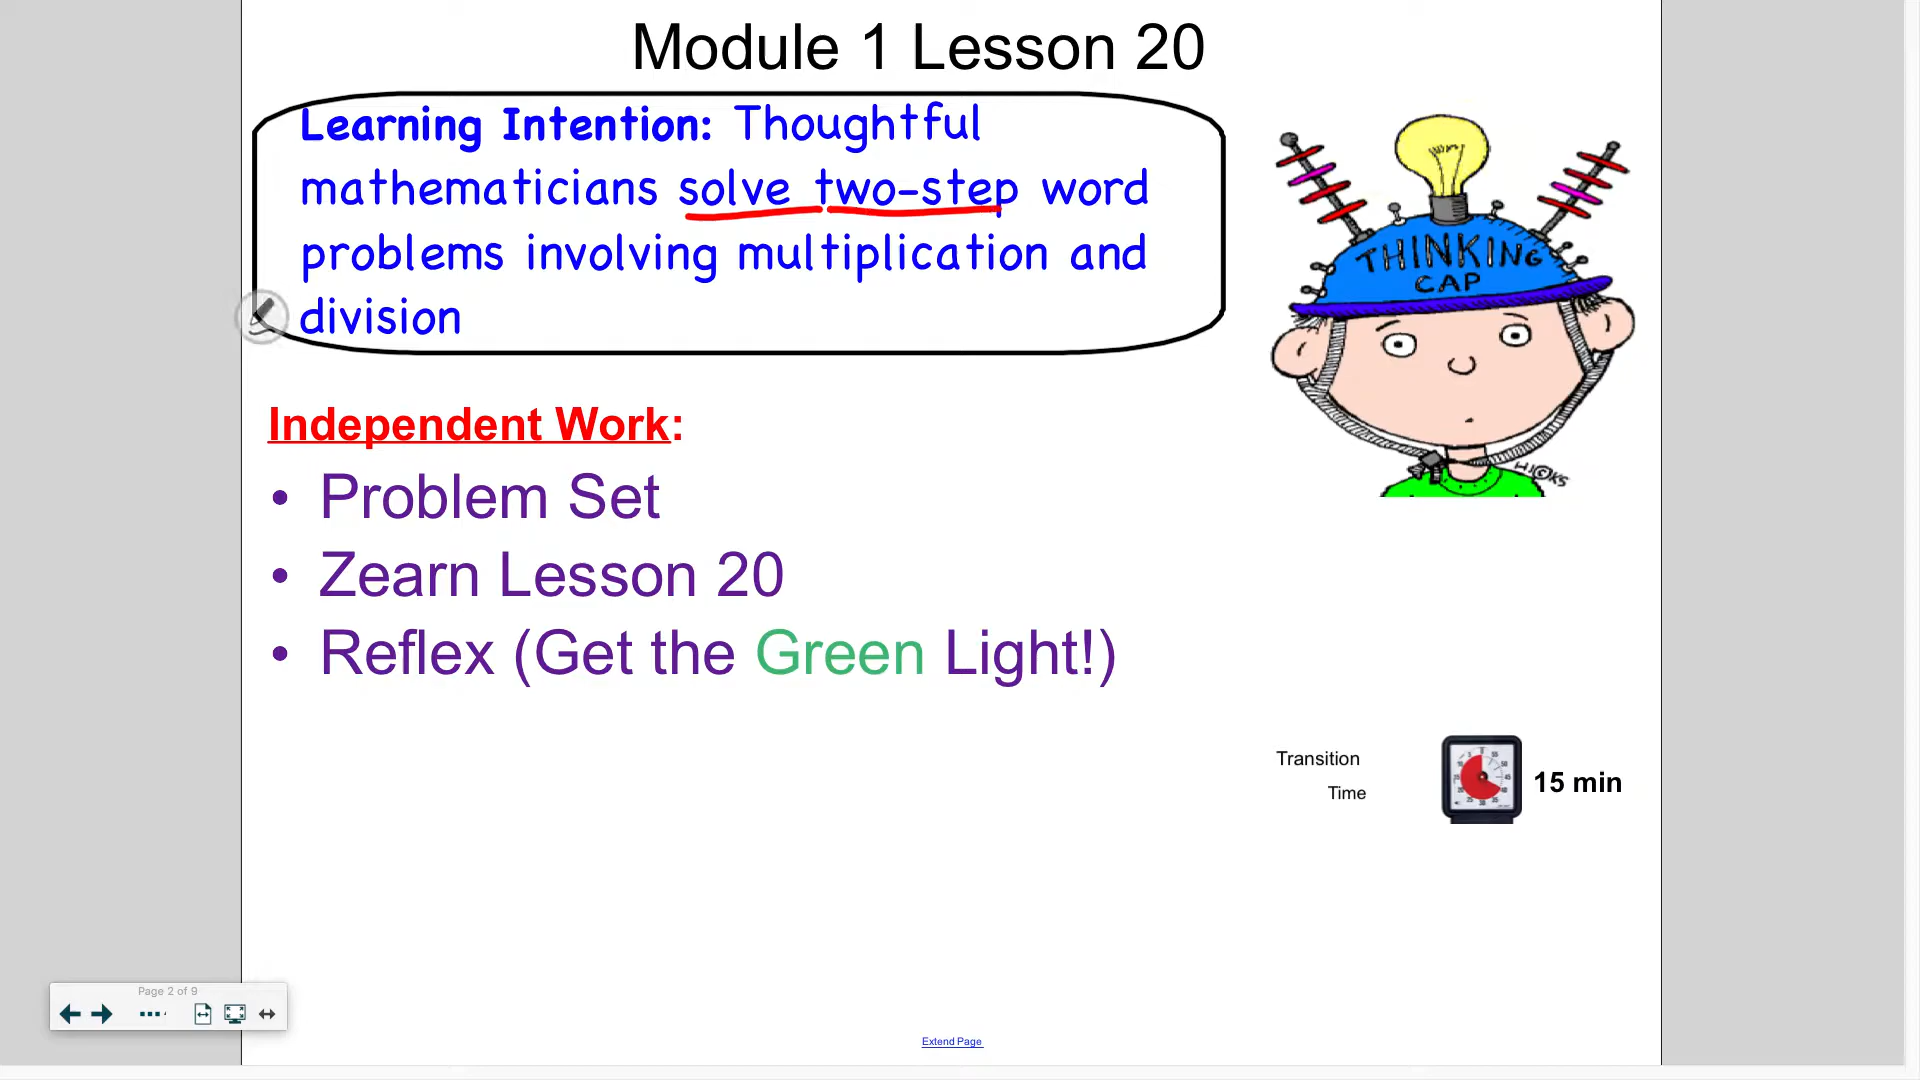 Module 1 Lesson 20
Learning Intention: Thoughtful
mathematicians solve two-step word
problems involving multiplication and
division
THINKING
CAP
Independent Work:
• Problem Set
• Zearn Lesson 20
• Reflex (Get the Green Light!)
Transition
Time
15 min
Page 2 of 9
Extend Page